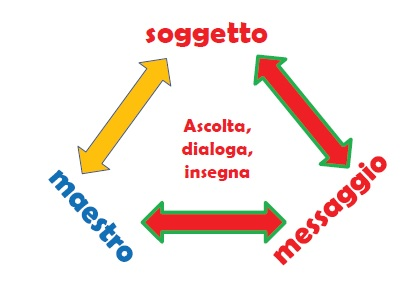 soggetto
Ascolta,
dialoga,
insegna
maestro
messaggio